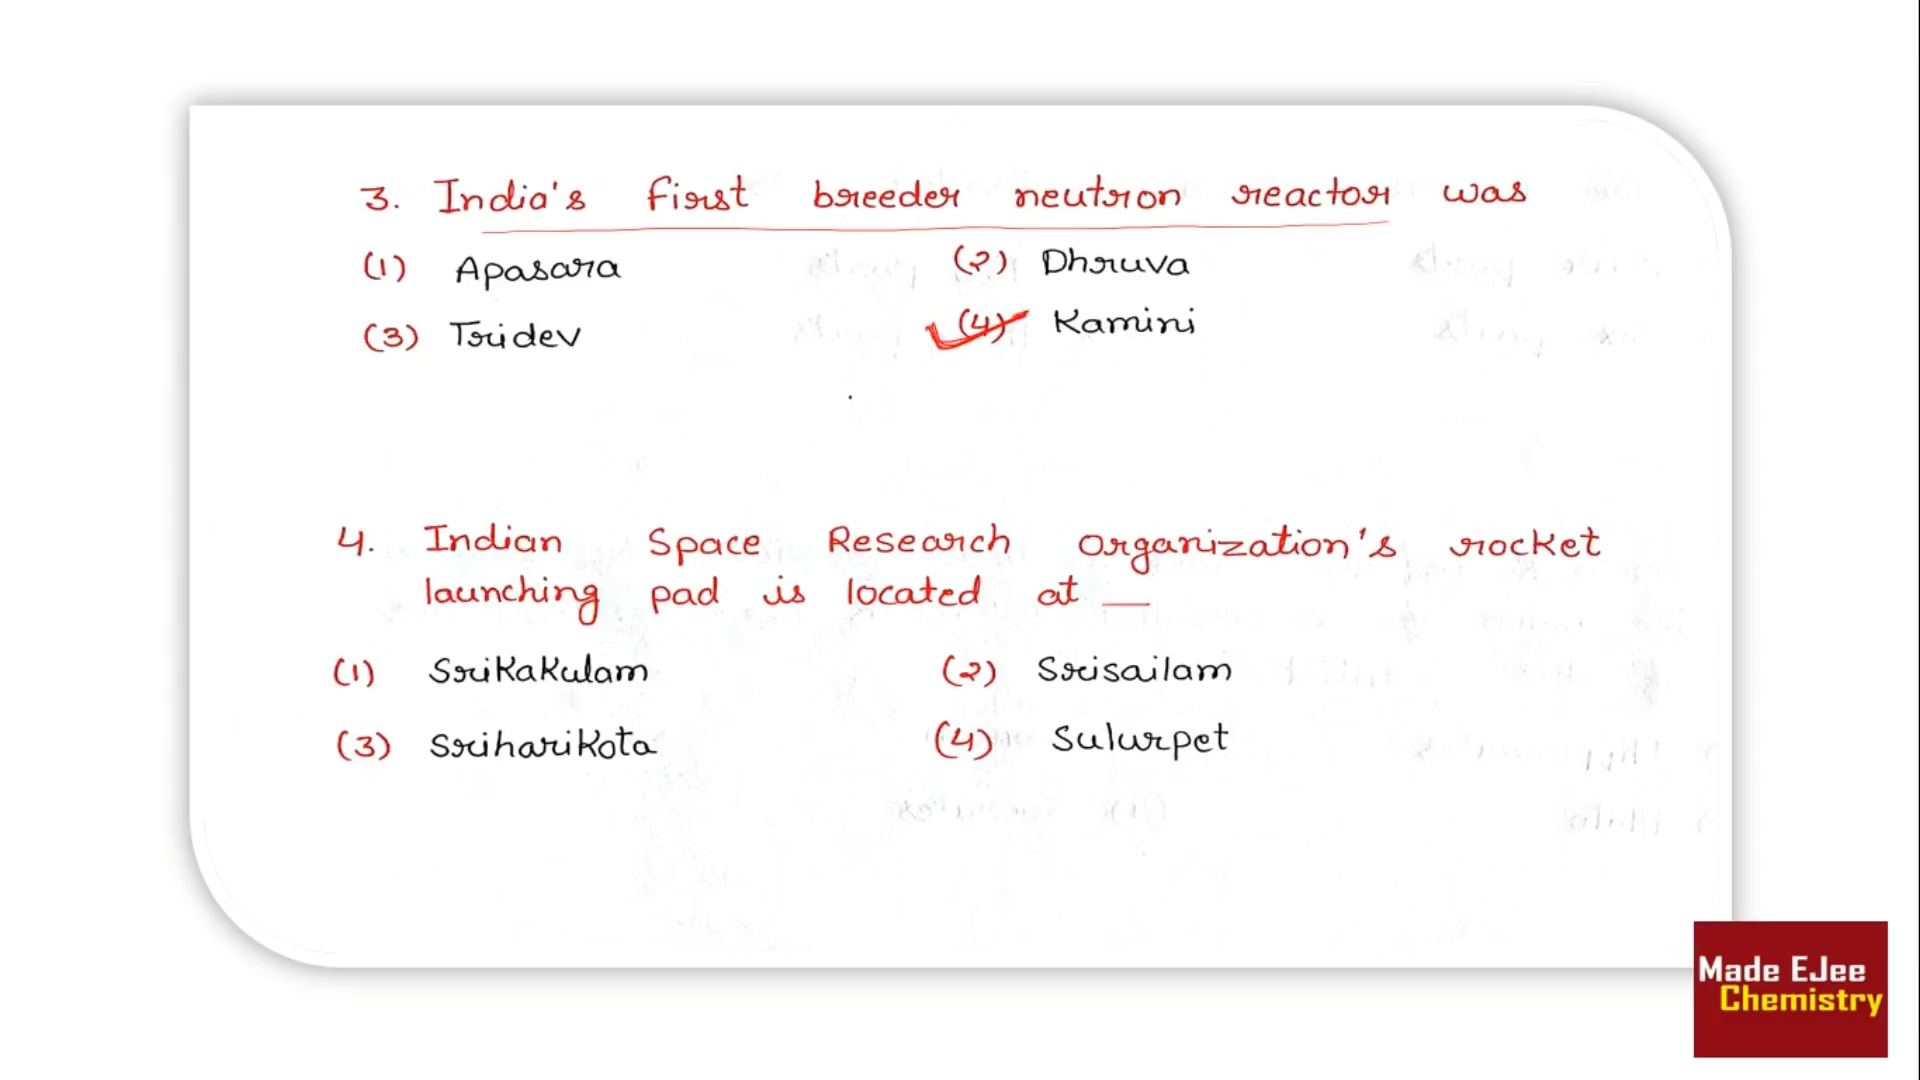 3. India's first breeder neutron reactor was
(1) Apasara (2) Dhruva
(3) Tridev (4) Kamini
4. Indian Space Research Organization's rocket
launching pad is located at __
(1) Srikakulam (2) Srisailam
(3) Sriharikota (4) Sulurpet
Made EJee
Chemistry